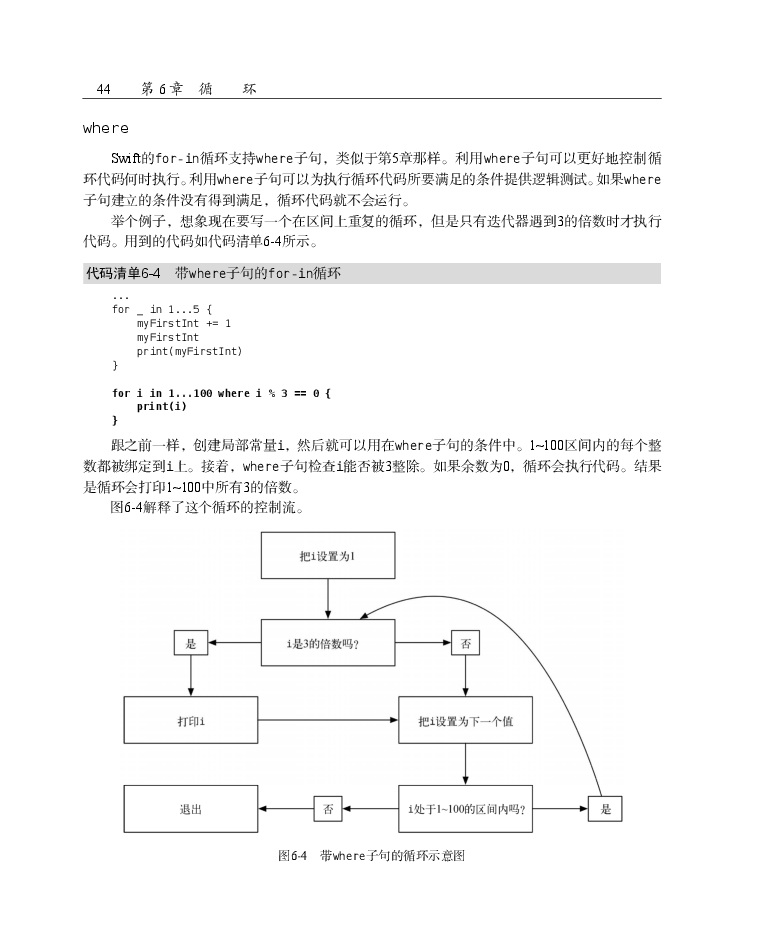 44 第 6 章 循 环
where
Swift的for-in循环支持where子句，类似于第5章那样。利用where子句可以更好地控制循
环代码何时执行。利用where子句可以为执行循环代码所要满足的条件提供逻辑测试。如果where
子句建立的条件没有得到满足，循环代码就不会运行。
举个例子，想象现在要写一个在区间上重复的循环，但是只有迭代器遇到3的倍数时才执行
代码。用到的代码如代码清单6-4所示。
代码清单6-4 带where子句的for-in循环
...
for _ in 1...5 {
    myFirstInt += 1
    myFirstInt
    print(myFirstInt)
}
for i in 1...100 where i % 3 == 0 {
    print(i)
}
跟之前一样，创建局部常量i，然后就可以用在where子句的条件中。1~100区间内的每个整
数都被绑定到i上。接着，where子句检查i能否被3整除。如果余数为0，循环会执行代码。结果
是循环会打印1~100中所有3的倍数。
图6-4解释了这个循环的控制流。
把i设置为1
是
i是3的倍数吗?
否
打印i
把i设置为下一个值
退出
否
i处于1~100的区间内吗?
是
图6-4 带where子句的循环示意图